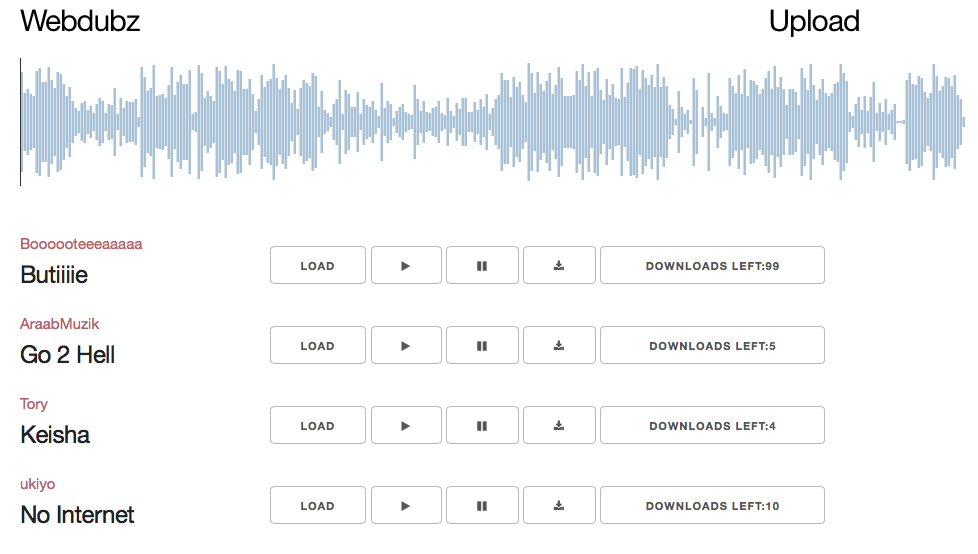 Webdubz Upload
Boooooteeeaaaaa
Butiiiie LOAD DOWNLOADS LEFT:99
AraabMuzik
Go 2 Hell LOAD DOWNLOADS LEFT:5
Tory
Keisha LOAD DOWNLOADS LEFT:4
ukiyo
No Internet LOAD DOWNLOADS LEFT:10